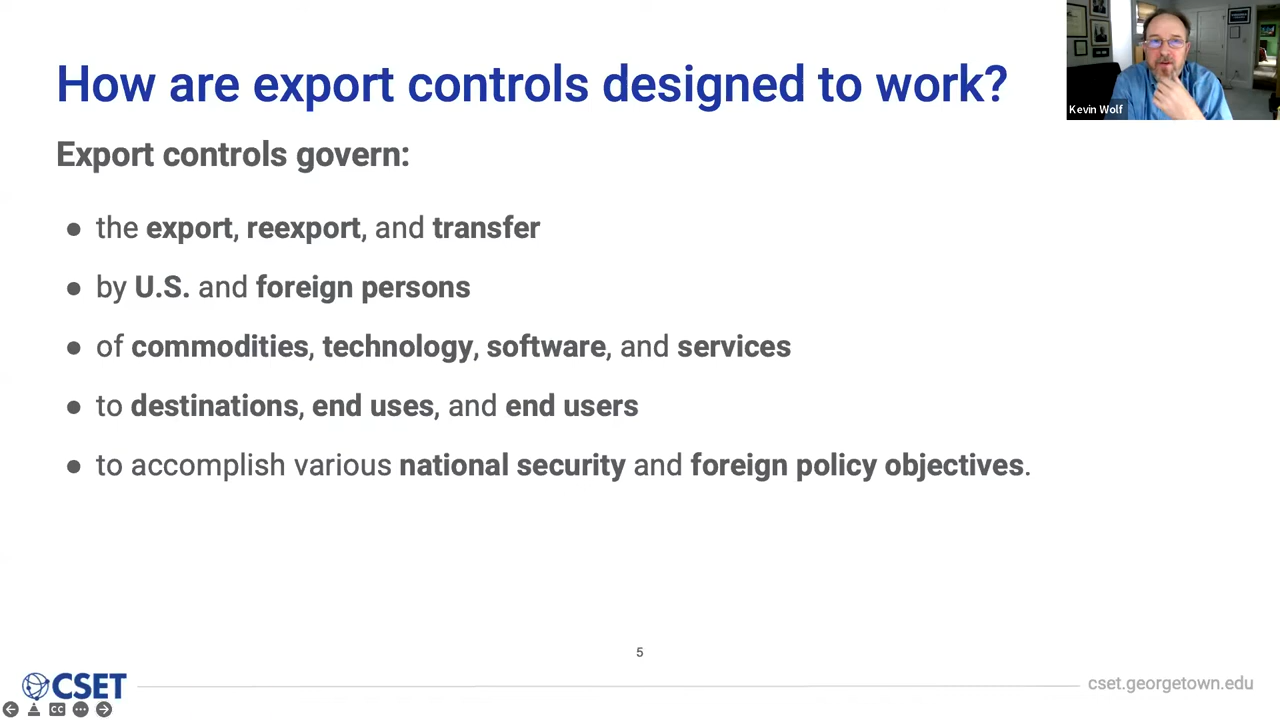 How are export controls designed to work?
Kevin Wolf
Export controls govern:
● the export, reexport, and transfer
● by U.S. and foreign persons
● of commodities, technology, software, and services
● to destinations, end uses, and end users
● to accomplish various national security and foreign policy objectives.
5
CSET
cset.georgetown.edu
CC